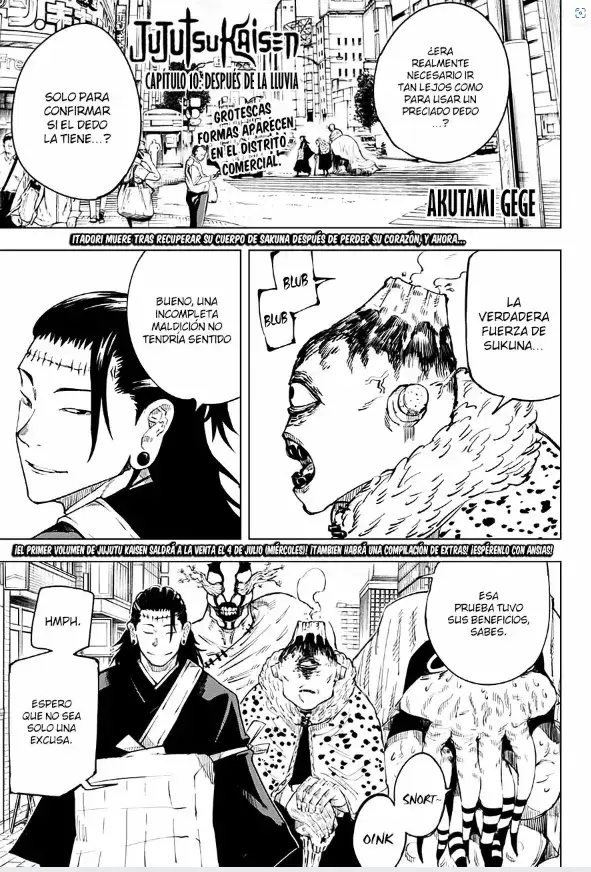 JUJUTSU KAISEN
CAPITULO 10: DESPUÉS DE LA LLUVIA
¿ERA
REALMENTE
NECESARIO IR
TAN LEJOS COMO
PARA USAR UN
PRECIADO DEDO
...?
SOLO PARA
CONFIRMAR
SI EL DEDO
LA TIENE...?
GROTESCAS
FORMAS APARECEN
EN EL DISTRITO
COMERCIAL.
AKUTAMI GEGE
ITADORI MUERE TRAS RECUPERAR SU CUERPO DE SAKUNA DESPUÉS DE PERDER SU CORAZÓN, Y AHORA...
LA
VERDADERA
FUERZA DE
SUKUNA...
BLUB
BLUB
BUENO, UNA
INCOMPLETA
MALDICIÓN NO
TENDRÍA SENTIDO
¡EL PRIMER VOLUMEN DE JUJUTU KAISEN SALDRÁ A LA VENTA EL 4 DE JULIO (MIÉRCOLES)! ¡TAMBIEN HABRÁ UNA COMPILACIÓN DE EXTRAS! ¡ESPÉRENLO CON ANSIAS!
ESA
PRUEBA TUVO
SUS BENEFICIOS,
SABES.
HMPH.
ESPERO
QUE NO SEA
SOLO UNA
EXCUSA.
SNORT~
OINK